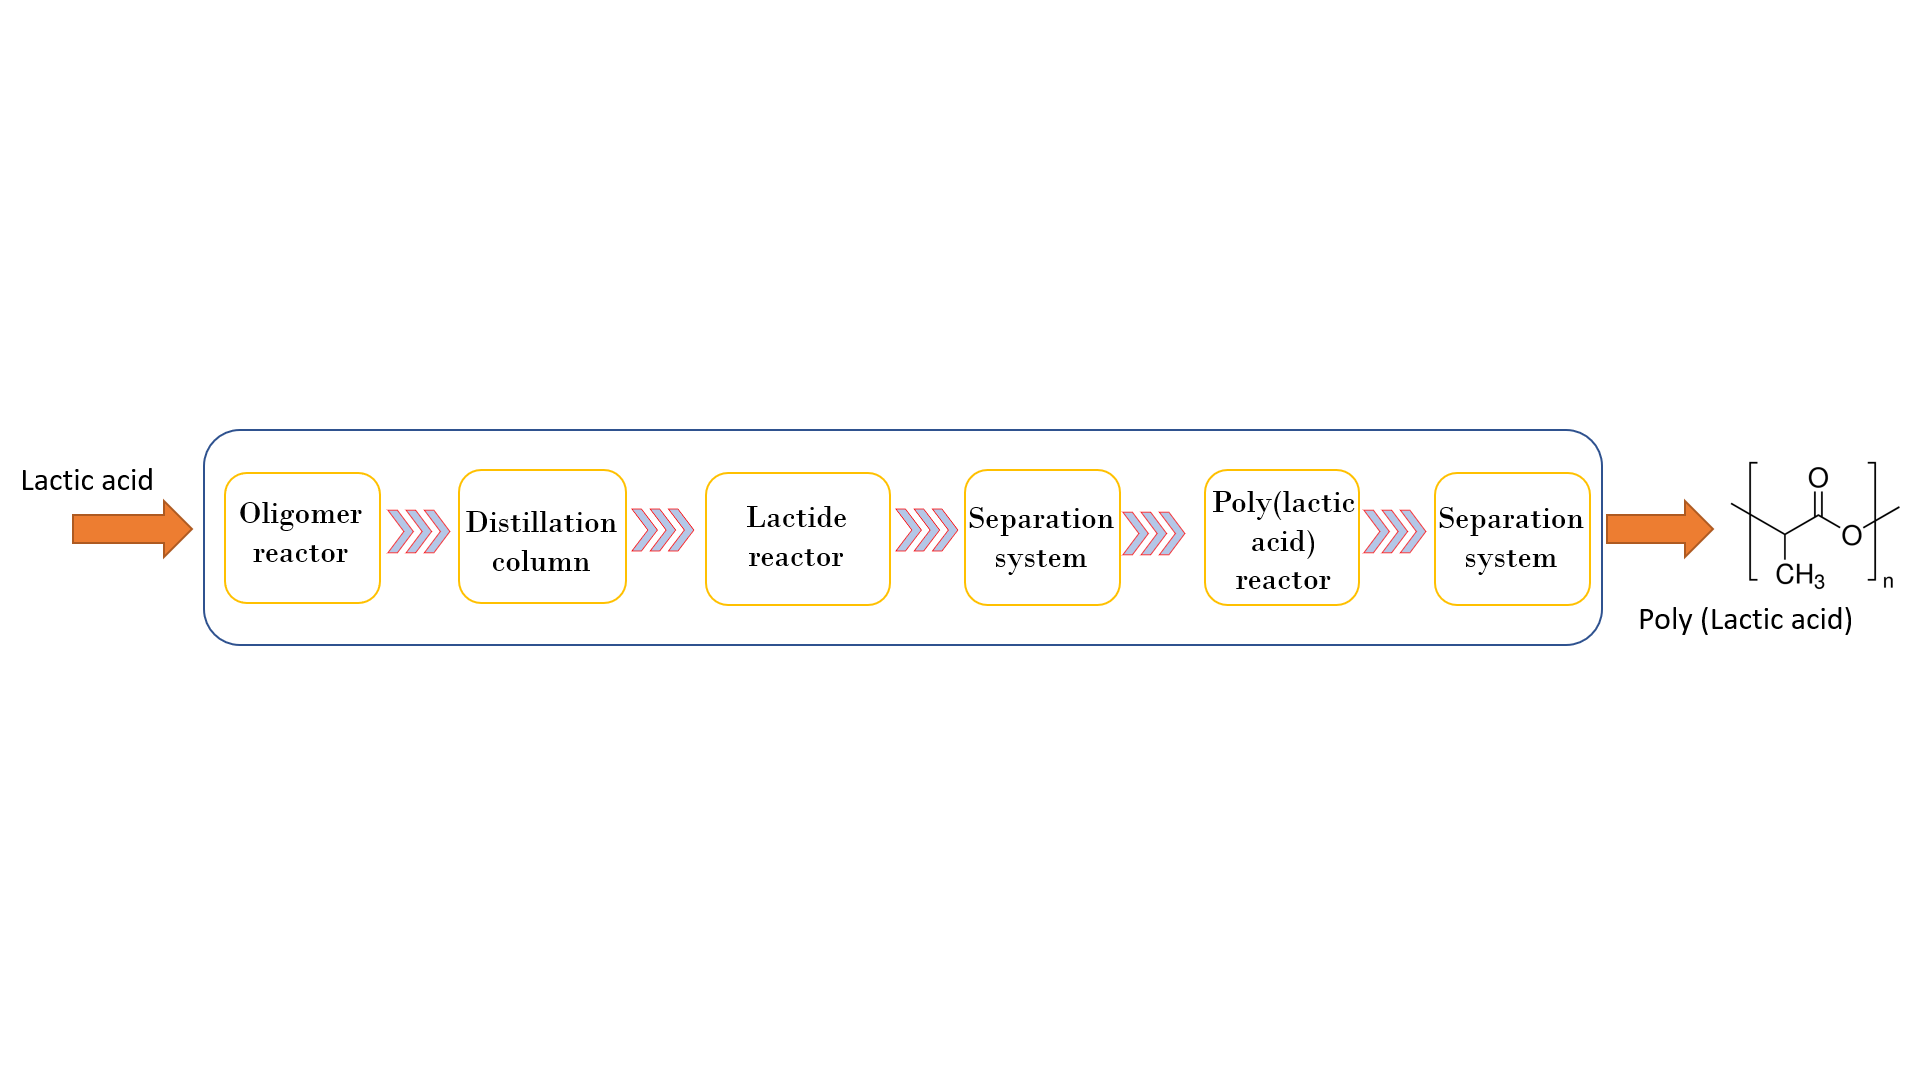 Lactic acid
Oligomer
reactor
Distillation
column
Lactide
reactor
Separation
system
Poly(lactic
acid)
reactor
Separation
system
O
O
CH3
n
Poly (Lactic acid)